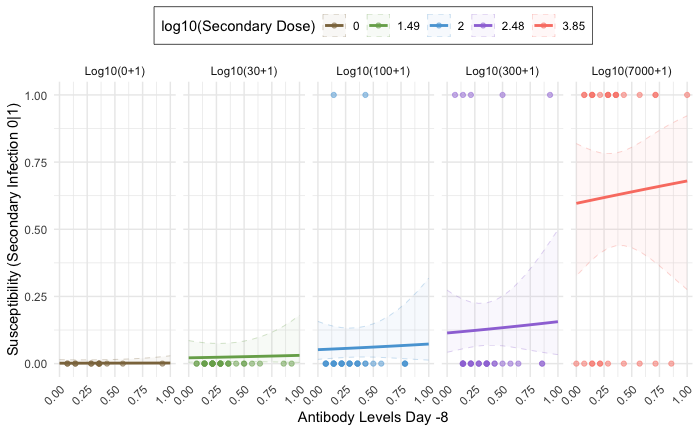 log10(Secondary Dose) 0 1.49 2 2.48 3.85
Log10(0+1) Log10(30+1) Log10(100+1) Log10(300+1) Log10(7000+1)
Susceptibility (Secondary Infection 0|1)
1.00
0.75
0.50
0.25
0.00
0.00 0.25 0.50 0.75 1.00 0.00 0.25 0.50 0.75 1.00 0.00 0.25 0.50 0.75 1.00 0.00 0.25 0.50 0.75 1.00 0.00 0.25 0.50 0.75 1.00
Antibody Levels Day -8